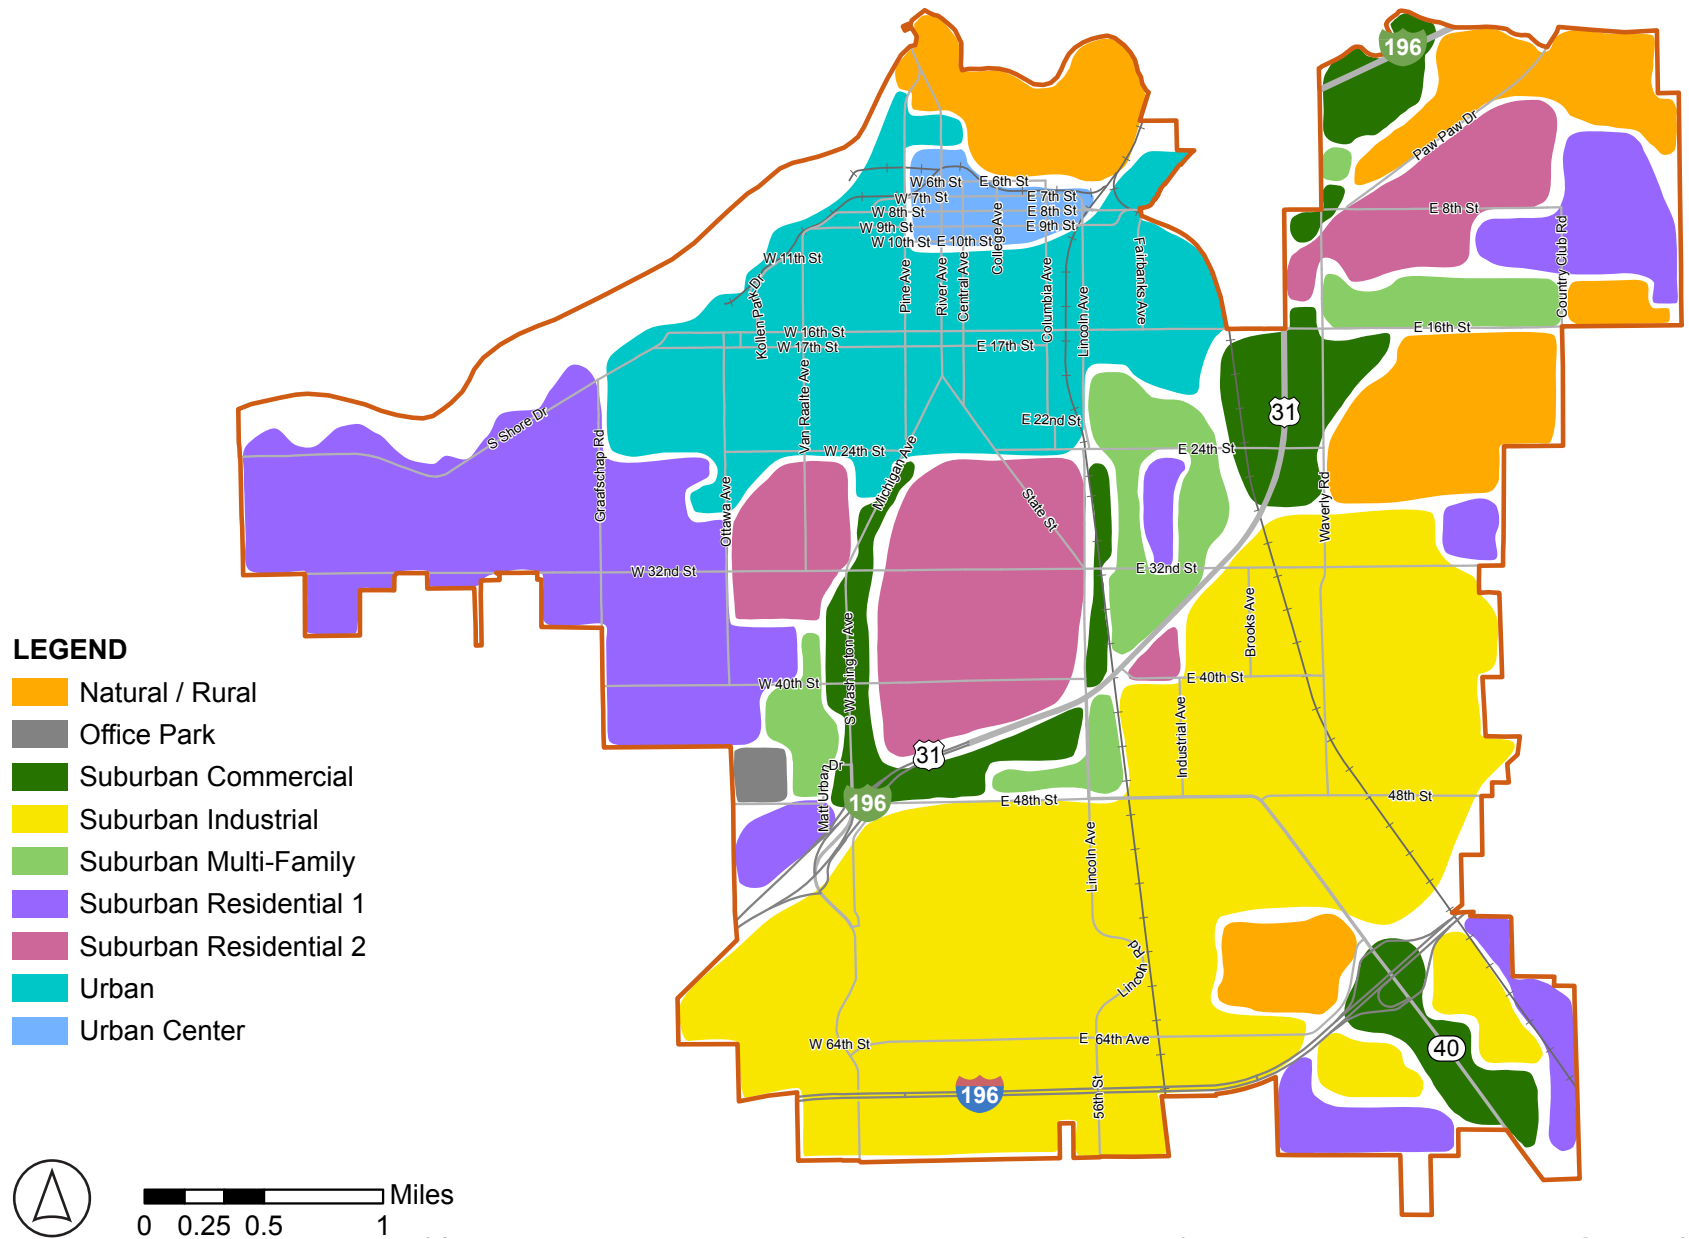 196
Paw Paw Dr
W 6th St
E 6th St
W 7th St
E 7th St
W 8th St
E 8th St
E 8th St
W 9th St
E 9th St
W 10th St
E 10th St
College Ave
W 11th St
Kollen Park Dr
Pine Ave
River Ave
Central Ave
Columbia Ave
Lincoln Ave
Fairbanks Ave
Country Club Rd
W 16th St
E 16th St
W 17th St
E 17th St
Van Raalte Ave
31
S Shore Dr
E 22nd St
Graafschap Rd
W 24th St
E 24th St
Michigan Ave
State St
Ottawa Ave
Waverly Rd
W 32nd St
E 32nd St
Brooks Ave
S Washington Ave
W 40th St
E 40th St
Industrial Ave
31
Matt Urban Dr
196
E 48th St
48th St
Lincoln Ave
Lincoln Rd
W 64th St
E 64th Ave
40
196
56th St
LEGEND
Natural / Rural
Office Park
Suburban Commercial
Suburban Industrial
Suburban Multi-Family
Suburban Residential 1
Suburban Residential 2
Urban
Urban Center
Miles
0 0.25 0.5 1